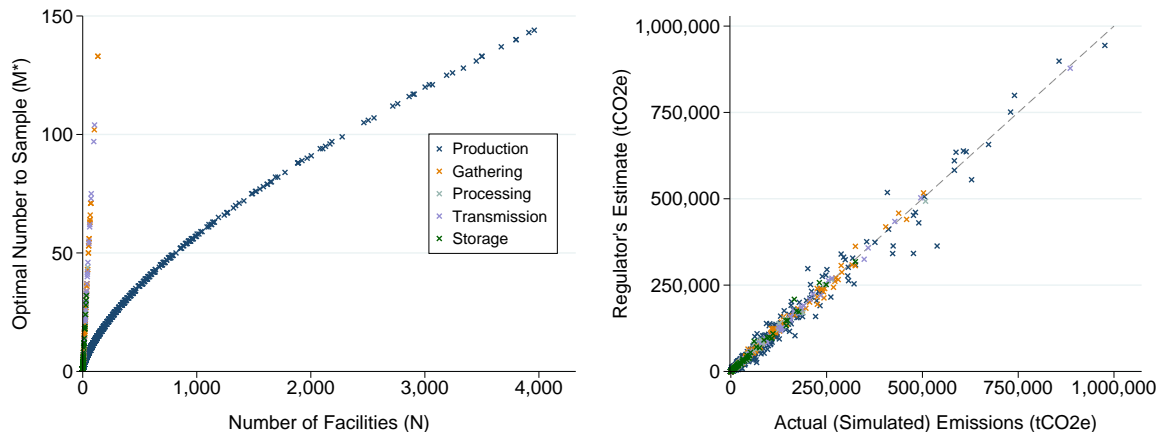 Optimal Number to Sample (M*)
150
100
50
0
0
1,000
2,000
3,000
4,000
Number of Facilities (N)
Production
Gathering
Processing
Transmission
Storage
Regulator's Estimate (tCO2e)
1,000,000
750,000
500,000
250,000
0
0
250,000
500,000
750,000
1,000,000
Actual (Simulated) Emissions (tCO2e)